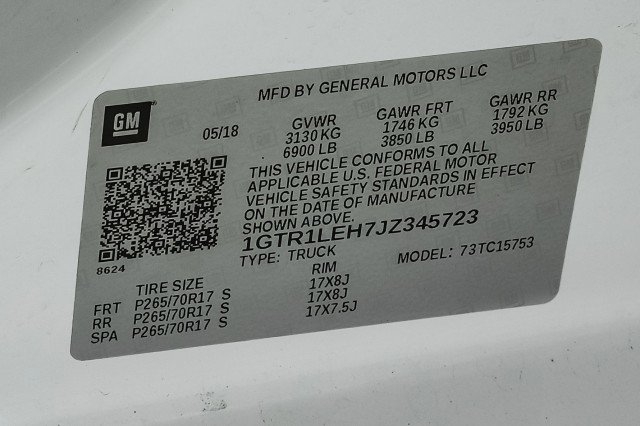 MFD BY GENERAL MOTORS LLC
GM
05/18
GVWR GAWR FRT GAWR RR
3130 KG 1746 KG 1792 KG
6900 LB 3850 LB 3950 LB
THIS VEHICLE CONFORMS TO ALL
APPLICABLE U.S. FEDERAL MOTOR
VEHICLE SAFETY STANDARDS IN EFFECT
ON THE DATE OF MANUFACTURE
SHOWN ABOVE.
1GTR1LEH7JZ345723
8624
TYPE: TRUCK MODEL: 73TC15753
TIRE SIZE RIM
FRT P265/70R17 S 17X8J
RR P265/70R17 S 17X8J
SPA P265/70R17 S 17X7.5J